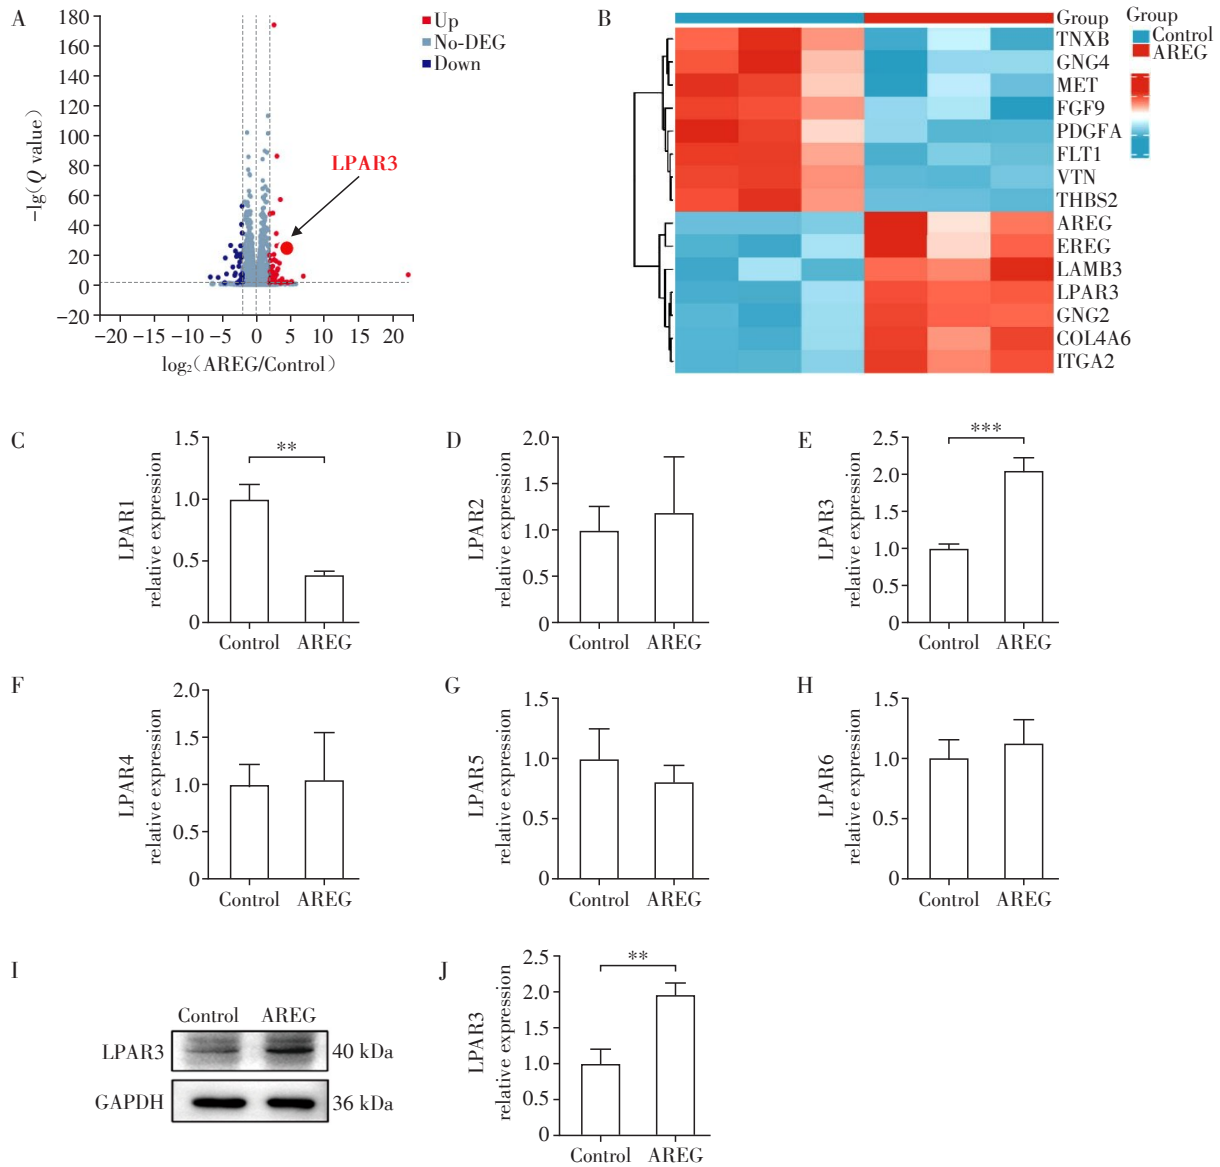 A
180
160
140
120
100
80
60
40
20
0
−20
−lg(Q value)
−20 −15 −10 −5 0 5 10 15 20
log₂(AREG/Control)
Up
No-DEG
Down
LPAR3
B
Group
TNXB
GNG4
MET
FGF9
PDGFA
FLT1
VTN
THBS2
AREG
EREG
LAMB3
LPAR3
GNG2
COL4A6
ITGA2
Group
Control
AREG
C
LPAR1
relative expression
1.5
1.0
0.5
0
**
Control AREG
D
LPAR2
relative expression
2.0
1.5
1.0
0.5
0
Control AREG
E
LPAR3
relative expression
2.5
2.0
1.5
1.0
0.5
0
***
Control AREG
F
LPAR4
relative expression
2.0
1.5
1.0
0.5
0
Control AREG
G
LPAR5
relative expression
1.5
1.0
0.5
0
Control AREG
H
LPAR6
relative expression
1.5
1.0
0.5
0
Control AREG
I
Control AREG
LPAR3 40 kDa
GAPDH 36 kDa
J
LPAR3
relative expression
2.5
2.0
1.5
1.0
0.5
0
**
Control AREG